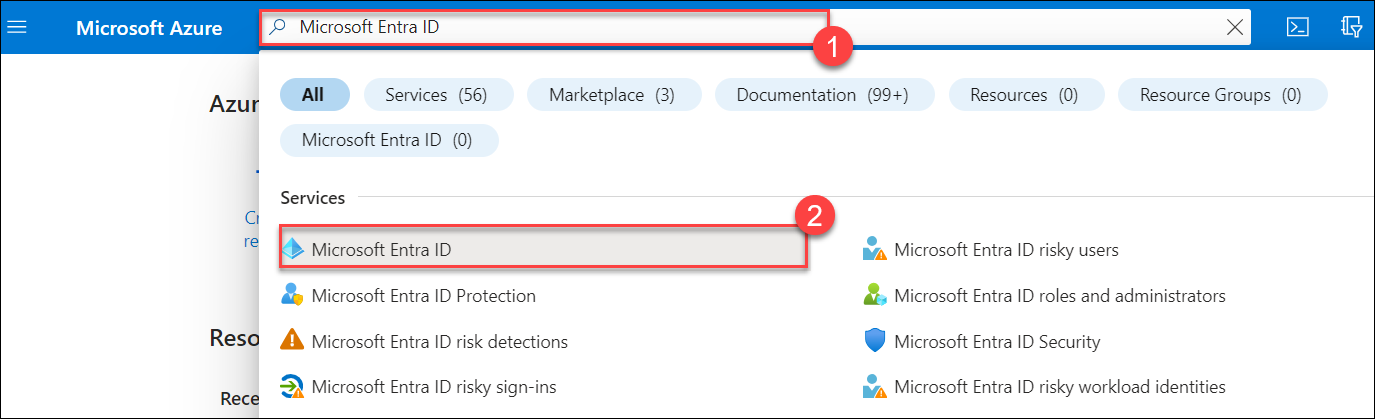 Microsoft Azure
Microsoft Entra ID
1
All
Services (56)
Marketplace (3)
Documentation (99+)
Resources (0)
Resource Groups (0)
Microsoft Entra ID (0)
Azur
Cr
re
Reso
Rece
Services
2
Microsoft Entra ID
Microsoft Entra ID risky users
Microsoft Entra ID Protection
Microsoft Entra ID roles and administrators
Microsoft Entra ID risk detections
Microsoft Entra ID Security
Microsoft Entra ID risky sign-ins
Microsoft Entra ID risky workload identities